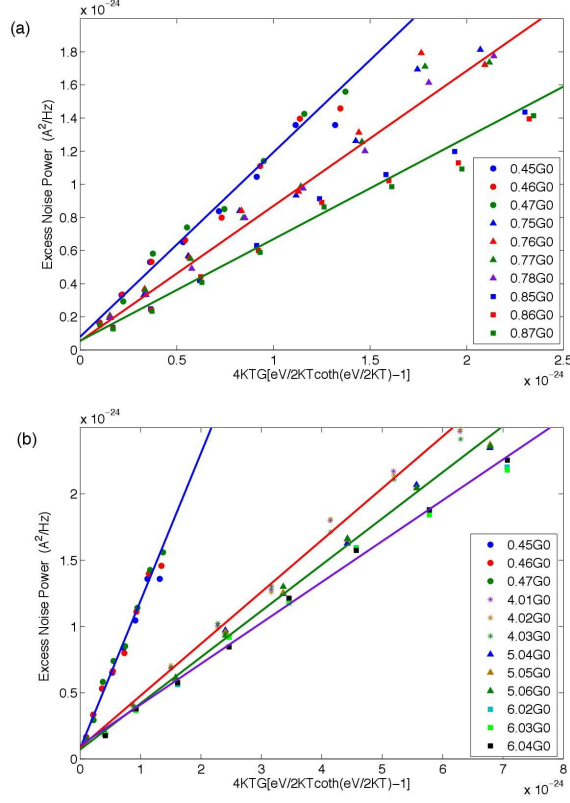 (a)
x 10⁻²⁴
1.8
1.6
1.4
1.2
1
0.8
0.6
0.4
0.2
0
Excess Noise Power (A²/Hz)
0.45G0
0.46G0
0.47G0
0.75G0
0.76G0
0.77G0
0.78G0
0.85G0
0.86G0
0.87G0
0 0.5 1 1.5 2 2.5
4KTG[eV/2KTcoth(eV/2KT)−1]
x 10⁻²⁴
(b)
x 10⁻²⁴
2.5
2
1.5
1
0.5
0
Excess Noise Power (A²/Hz)
0.45G0
0.46G0
0.47G0
4.01G0
4.02G0
4.03G0
5.04G0
5.05G0
5.06G0
6.02G0
6.03G0
6.04G0
0 1 2 3 4 5 6 7 8
4KTG[eV/2KTcoth(eV/2KT)−1]
x 10⁻²⁴